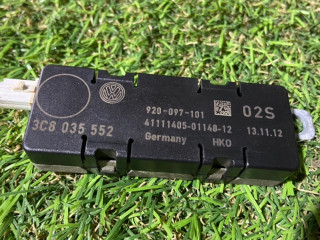 920-097-101
02S
3C8 035 552
41111405-01148-12
13.11.12
Germany
HKO